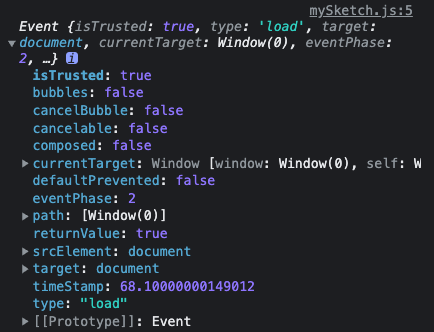 mySketch.js:5
Event {isTrusted: true, type: 'load', target:
▼document, currentTarget: Window(0), eventPhase:
2, …} i
isTrusted: true
bubbles: false
cancelBubble: false
cancelable: false
composed: false
▶currentTarget: Window [window: Window(0), self: W
defaultPrevented: false
eventPhase: 2
▶path: [Window(0)]
returnValue: true
▶srcElement: document
▶target: document
timeStamp: 68.10000000149012
type: "load"
▶[[Prototype]]: Event